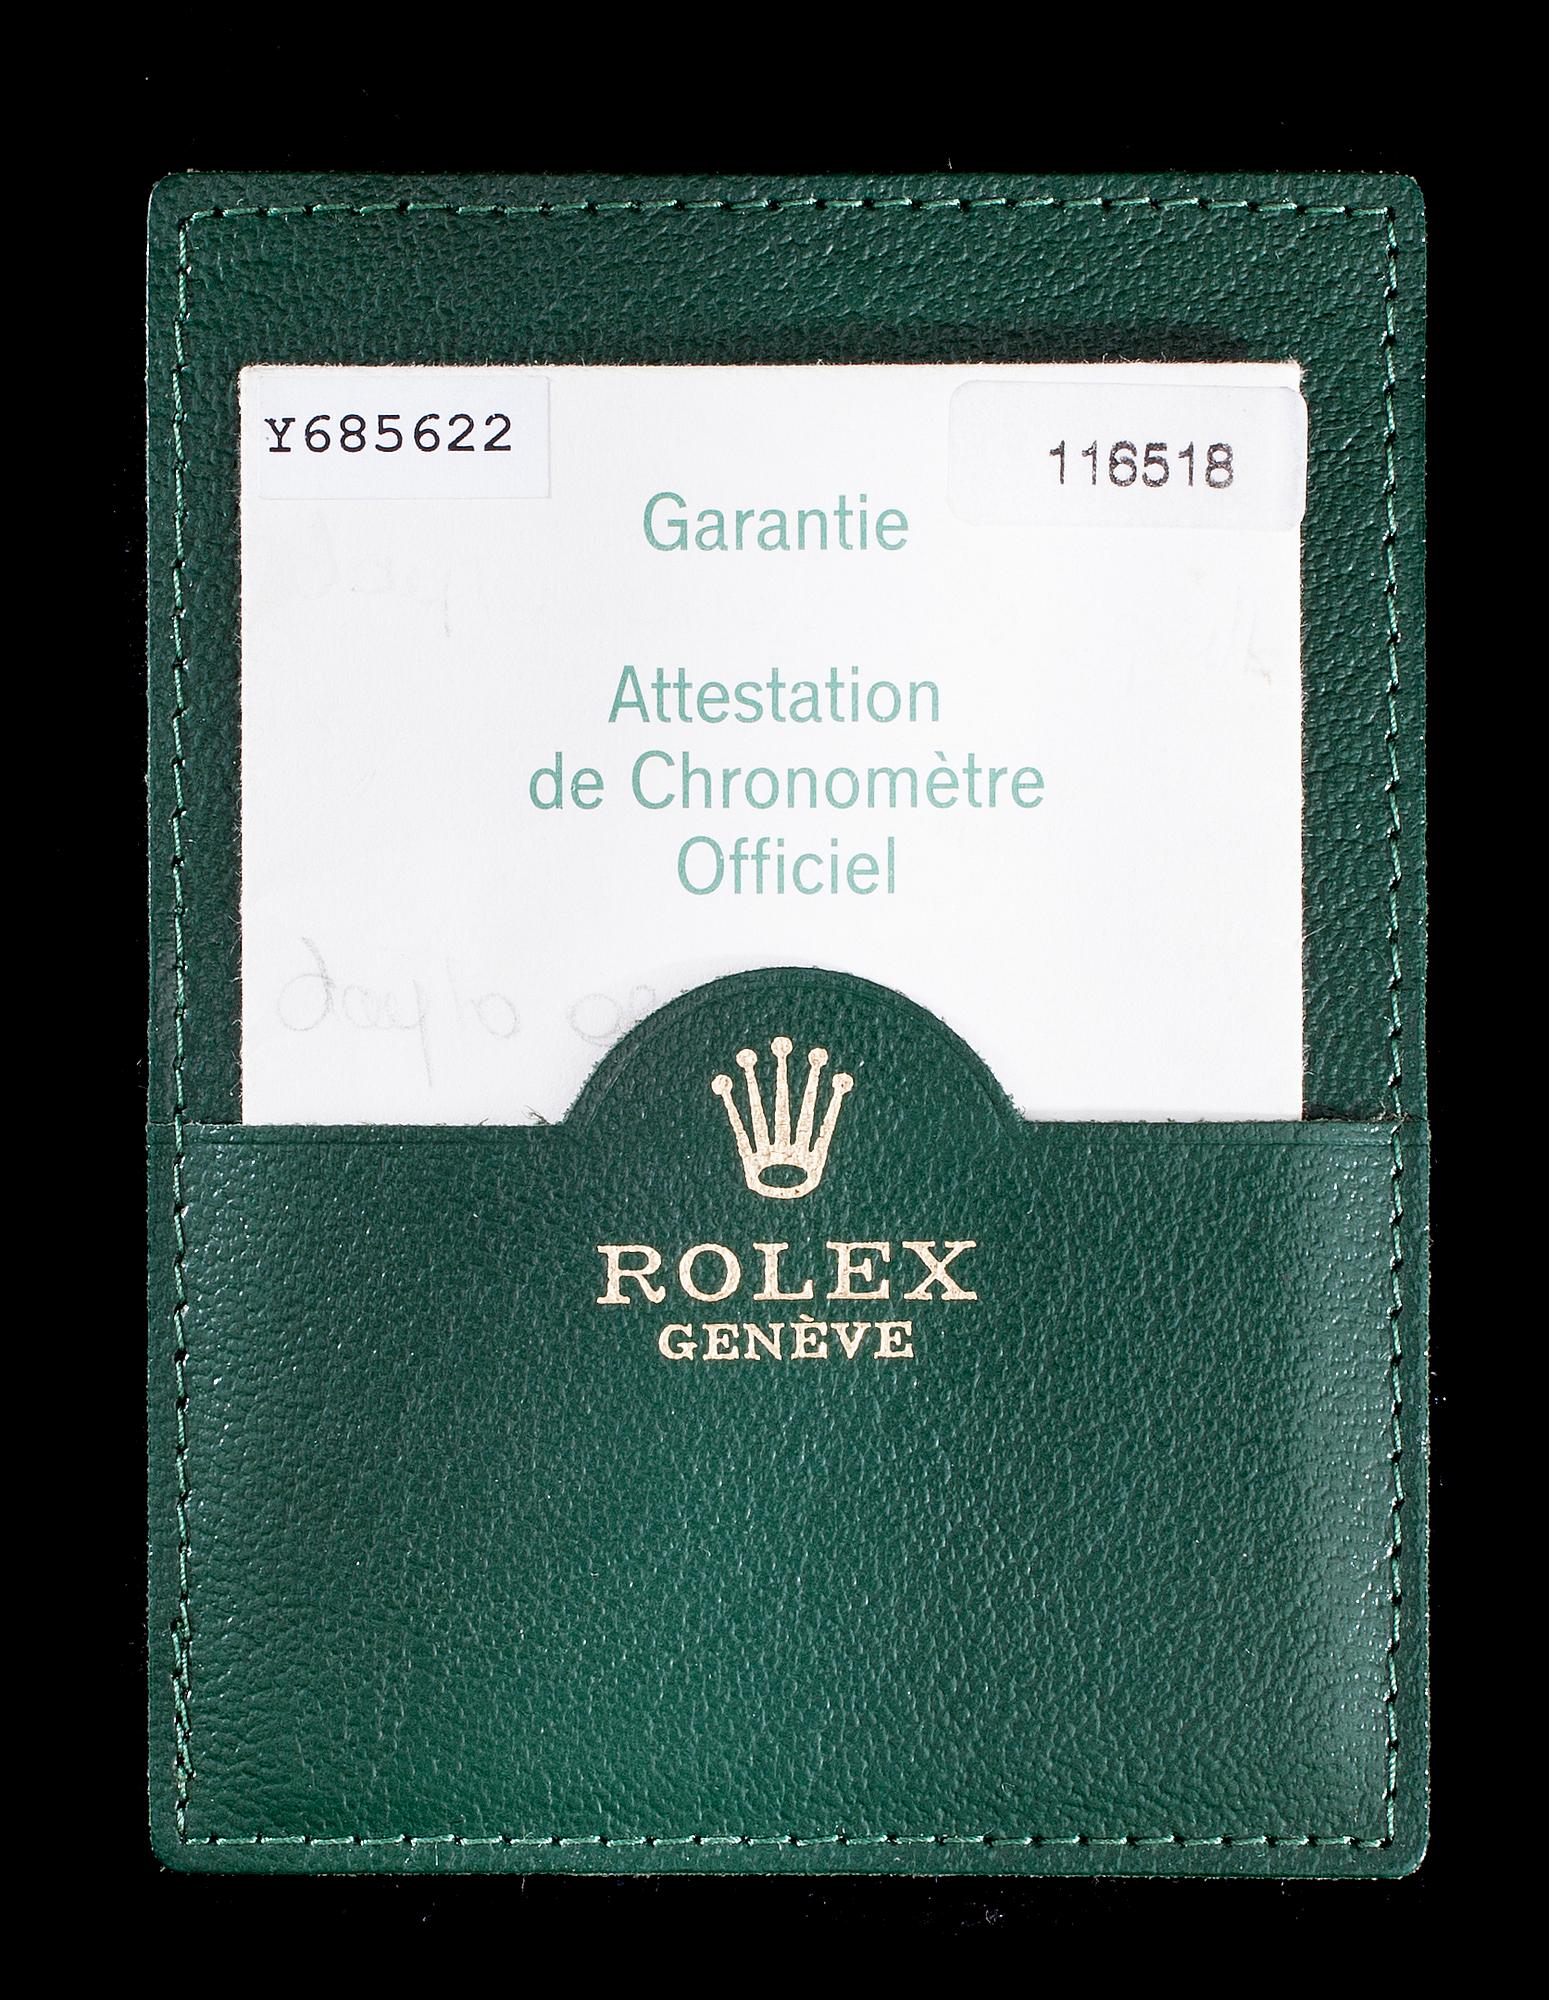 Y685622
116518
Garantie
Attestation
de Chronomètre
Officiel
ROLEX
GENÈVE